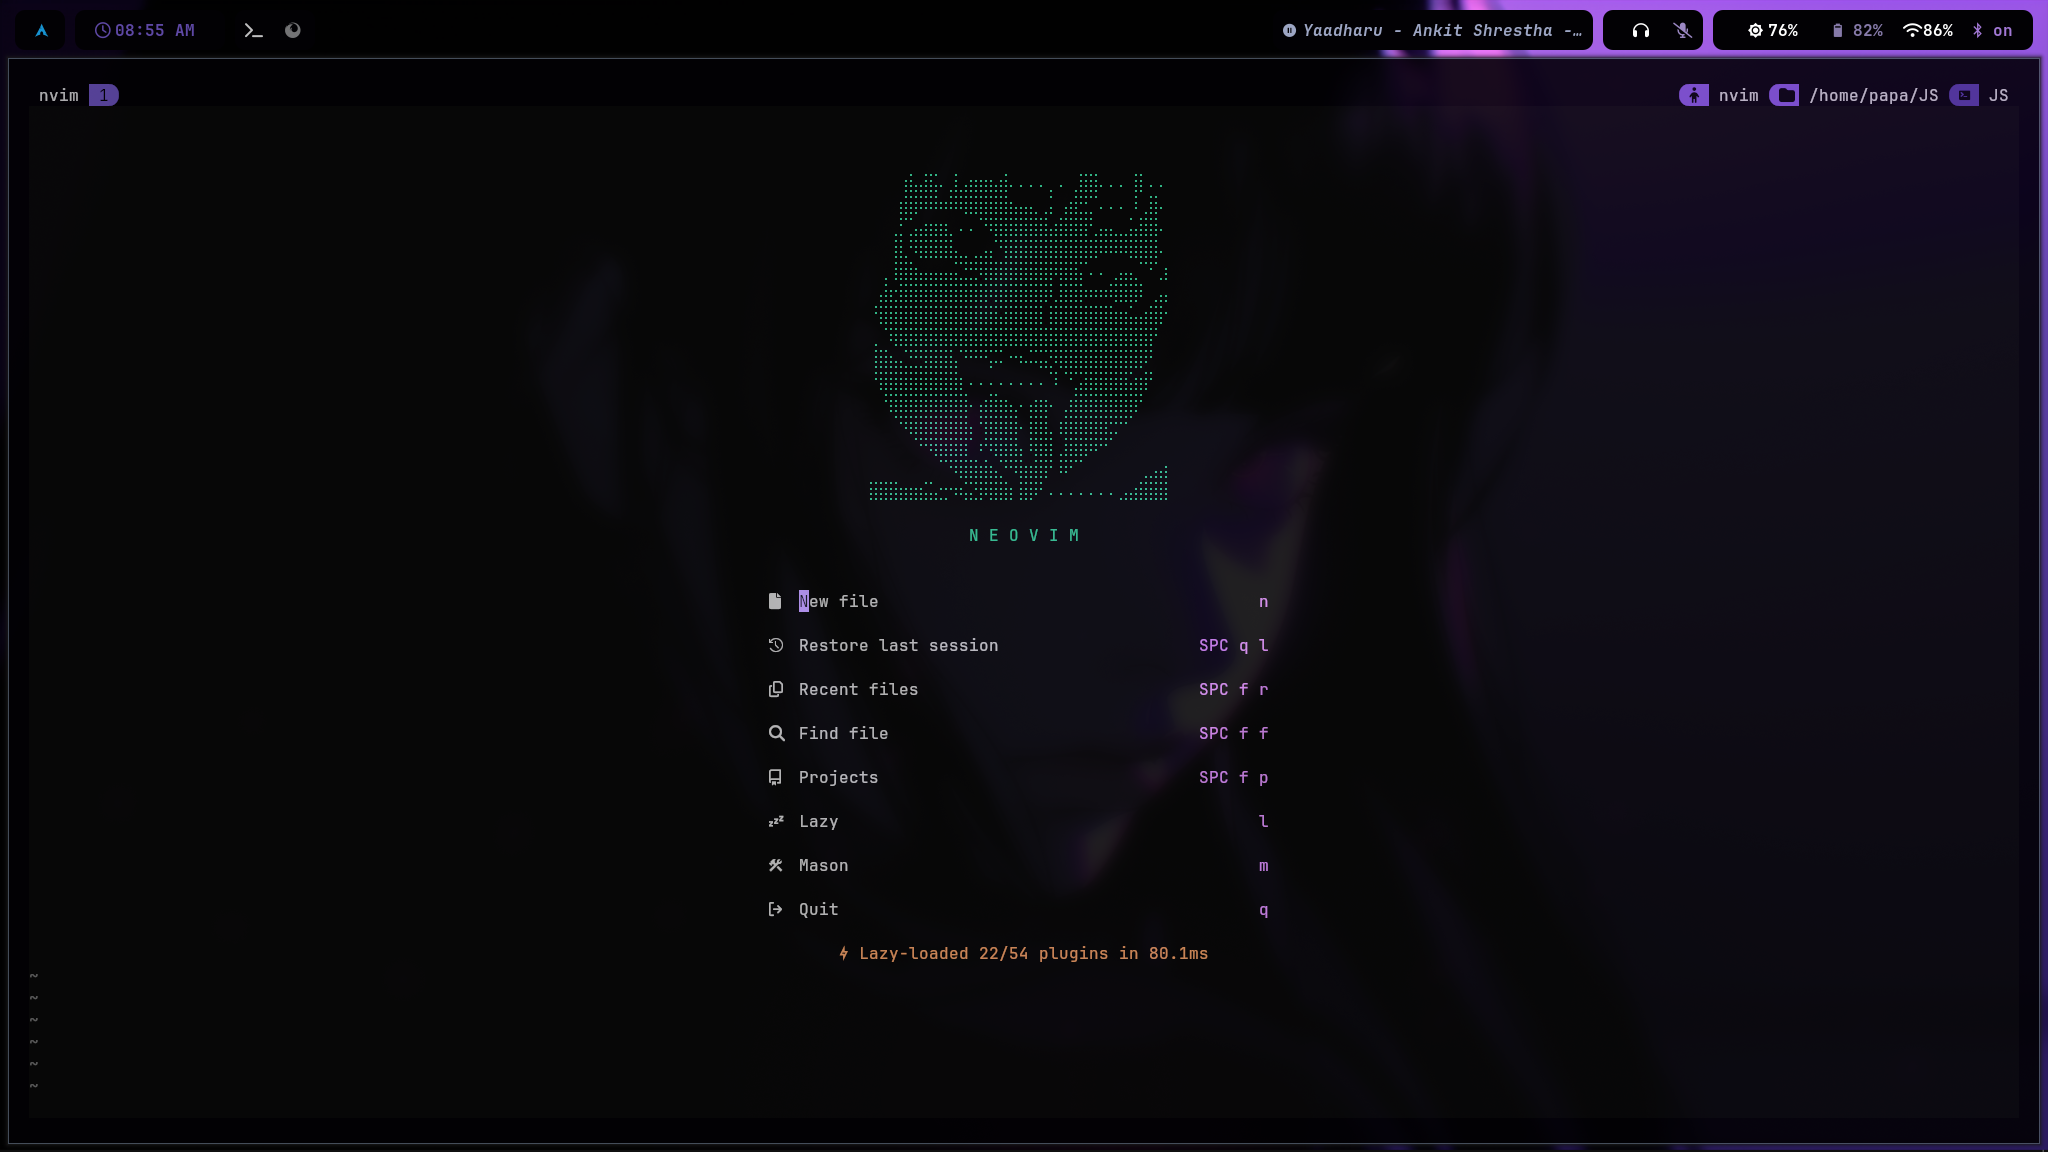 08:55 AM
Yaadharu - Ankit Shrestha -…
76% 82% 86% on
nvim 1
nvim /home/papa/JS JS
N E O V I M
New file n
Restore last session SPC q l
Recent files SPC f r
Find file SPC f f
Projects SPC f p
Lazy l
Mason m
Quit q
Lazy-loaded 22/54 plugins in 80.1ms
~
~
~
~
~
~